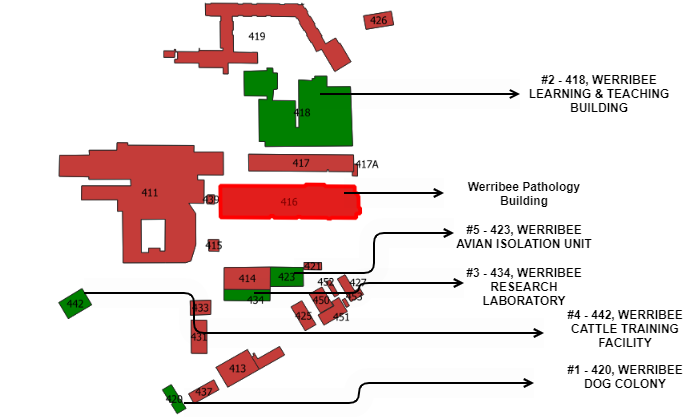 426
419
#2 - 418, WERRIBEE
LEARNING & TEACHING
BUILDING
418
417
417A
411
439
416
Werribee Pathology
Building
415
#5 - 423, WERRIBEE
AVIAN ISOLATION UNIT
421
414
423
434
452
427
450
453
425
451
#3 - 434, WERRIBEE
RESEARCH
LABORATORY
442
433
431
#4 - 442, WERRIBEE
CATTLE TRAINING
FACILITY
413
437
420
#1 - 420, WERRIBEE
DOG COLONY